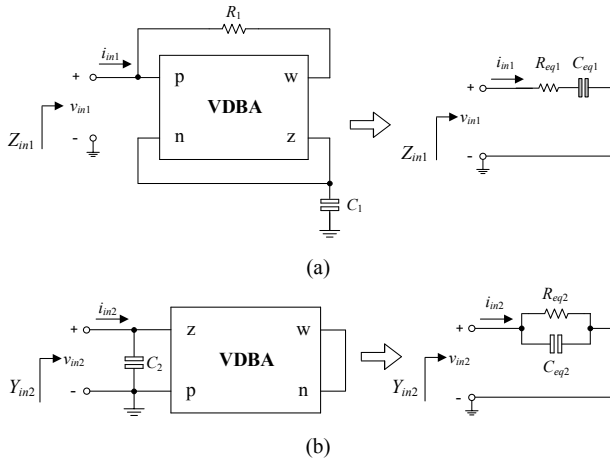 R1
iin1
+
p
w
VDBA
n
z
vin1
-
Zin1
C1
iin1
Req1
Ceq1
+
vin1
-
Zin1
(a)
iin2
+
z
w
VDBA
C2
p
n
vin2
-
Yin2
iin2
Req2
Ceq2
+
vin2
-
Yin2
(b)